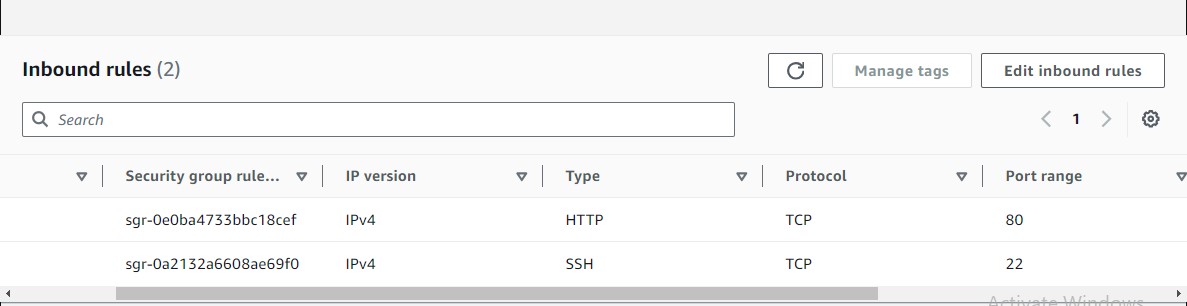 Inbound rules (2)
Manage tags
Edit inbound rules
Search
1
Security group rule... IP version Type Protocol Port range
sgr-0e0ba4733bbc18cef IPv4 HTTP TCP 80
sgr-0a2132a6608ae69f0 IPv4 SSH TCP 22
Activate Windows